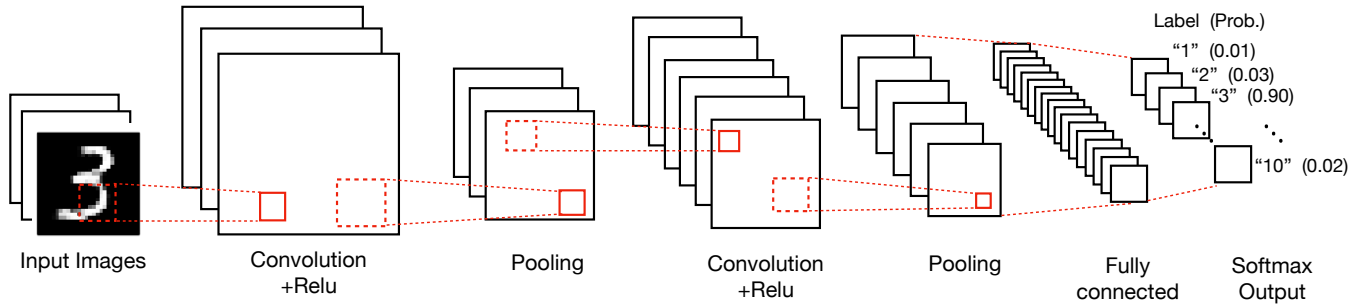 Label (Prob.)
“1” (0.01)
“2” (0.03)
“3” (0.90)
“10” (0.02)
3
Input Images
Convolution
+Relu
Pooling
Convolution
+Relu
Pooling
Fully
connected
Softmax
Output